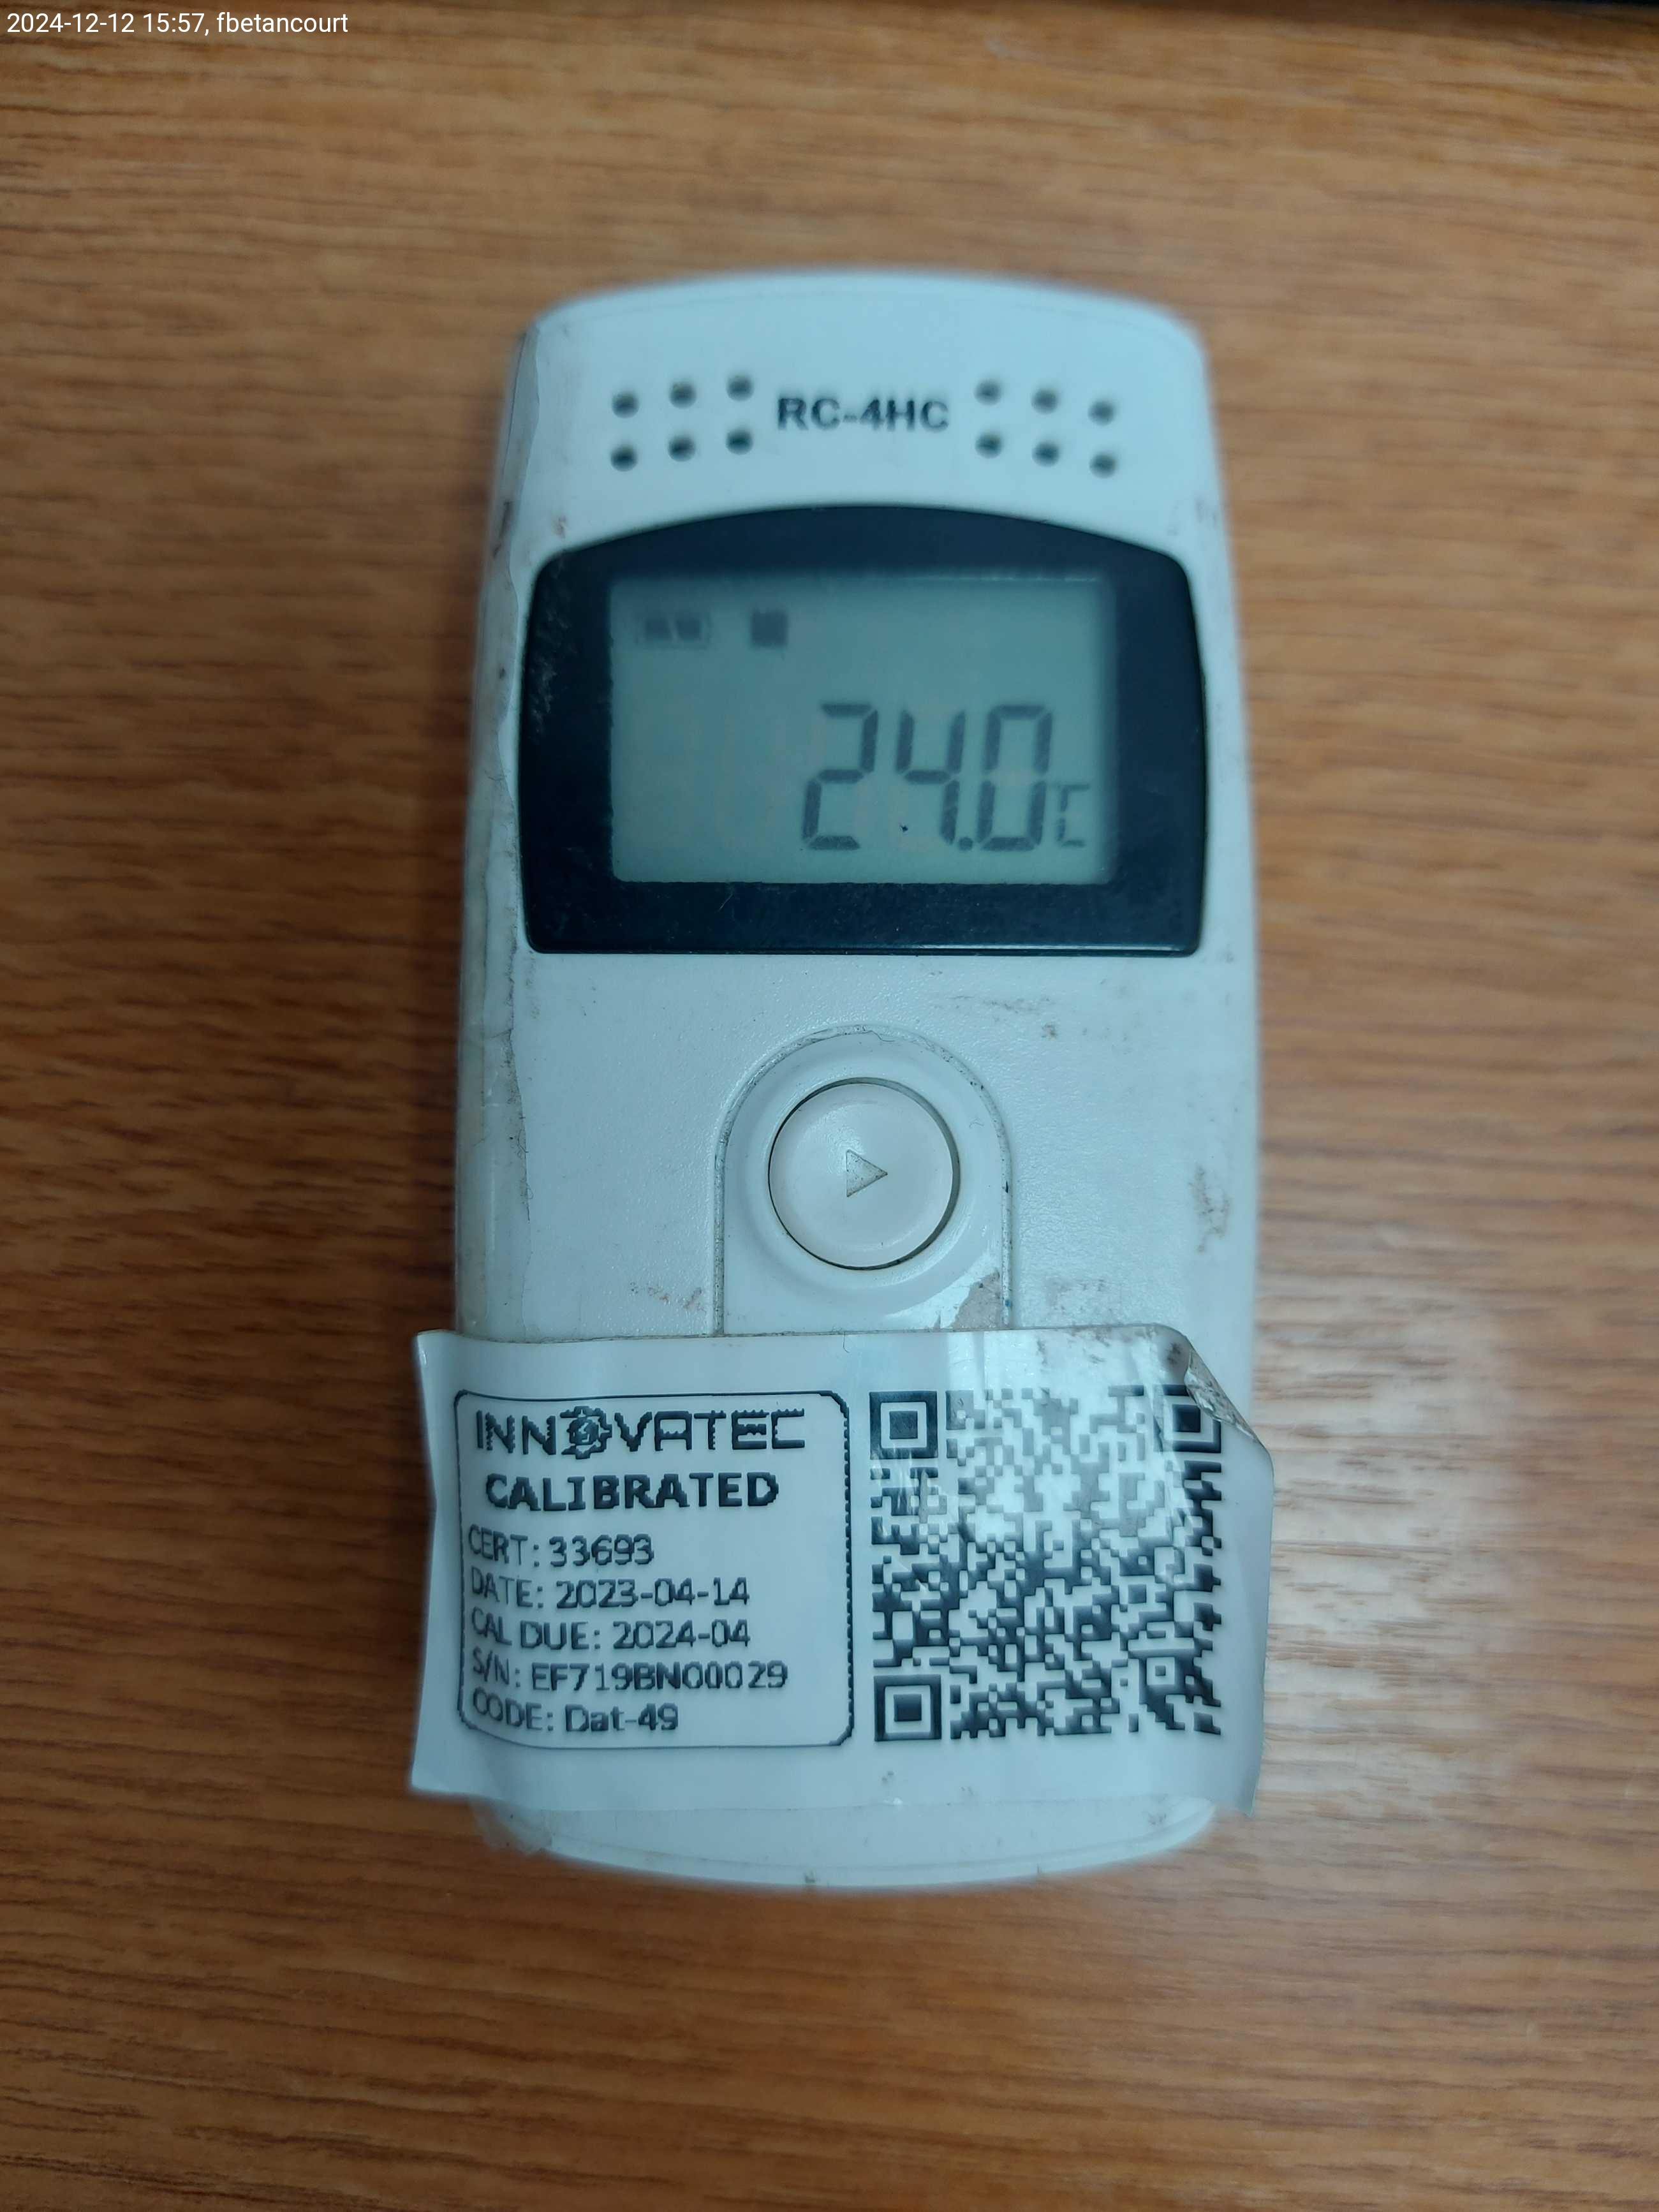 2024-12-12 15:57, fbetancourt
RC-4HC
24.0℃
INNOVATEC
CALIBRATED
CERT: 33693
DATE: 2023-04-14
CAL DUE: 2024-04
S/N: EF719BN00029
CODE: Dat-49